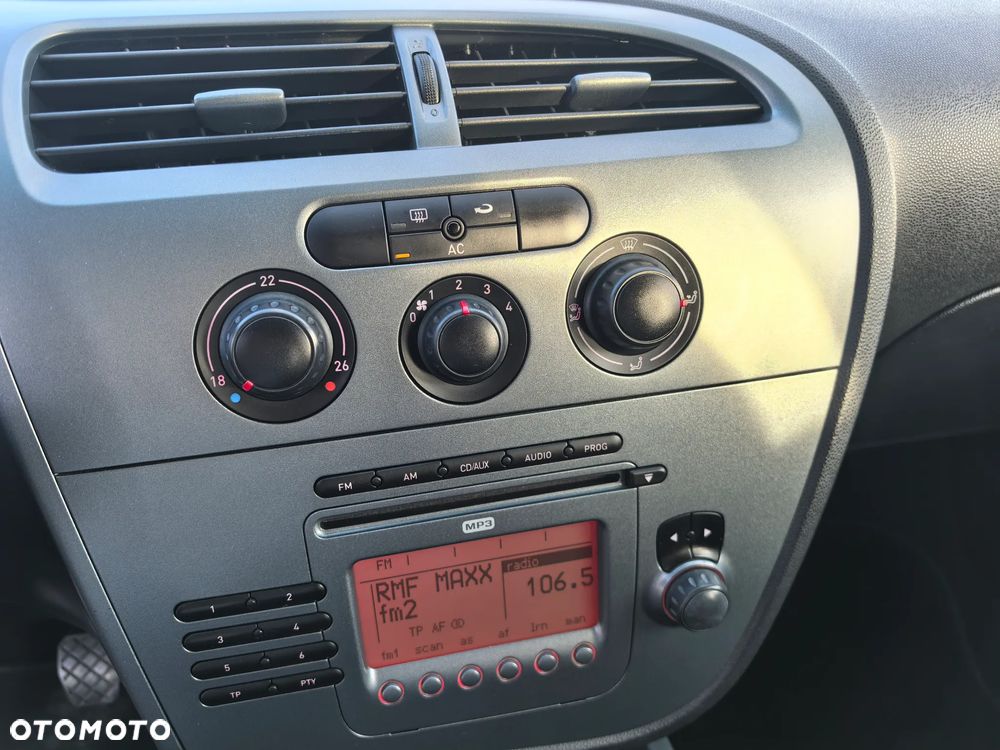 AC
22
18 26
0 1 2 3 4
FM AM CD/AUX AUDIO PROG
MP3
FM
radio
RMF MAXX 106.5
fm2
TP AF
fm1 scan as af lrn man
1 2
3 4
5 6
TP PTY
OTOMOTO